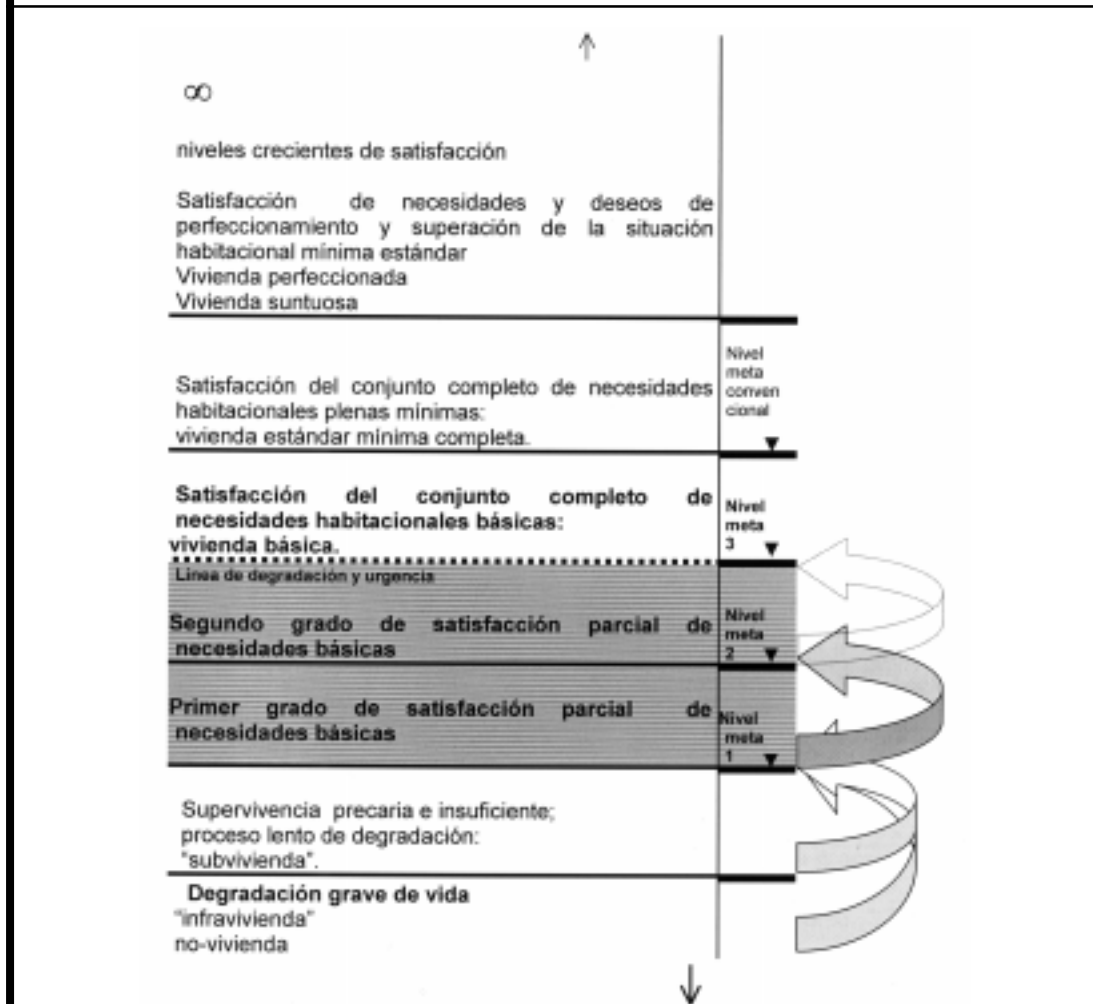 ∞
niveles crecientes de satisfacción
Satisfacción de necesidades y deseos de
perfeccionamiento y superación de la situación
habitacional mínima estándar
Vivienda perfeccionada
Vivienda suntuosa
Nivel
meta
conven
cional
Satisfacción del conjunto completo de necesidades
habitacionales plenas mínimas:
vivienda estándar mínima completa.
Satisfacción del conjunto completo de
necesidades habitacionales básicas:
vivienda básica.
Nivel
meta
3
Linea de degradación y urgencia
Segundo grado de satisfacción parcial de
necesidades básicas
Nivel
meta
2
Primer grado de satisfacción parcial de
necesidades básicas
Nivel
meta
1
Supervivencia precaria e insuficiente;
proceso lento de degradación:
"subvivienda".
Degradación grave de vida
"infravivienda"
no-vivienda